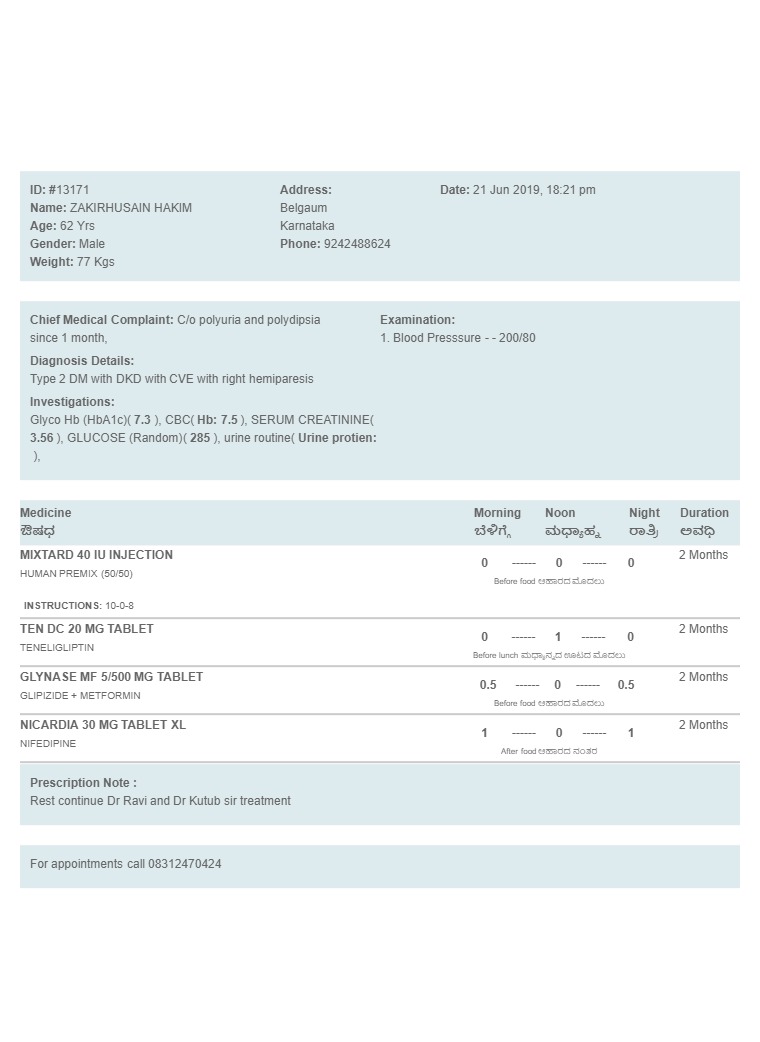 ID: #13171
Name: ZAKIRHUSAIN HAKIM
Age: 62 Yrs
Gender: Male
Weight: 77 Kgs
Address:
Belgaum
Karnataka
Phone: 9242488624
Date: 21 Jun 2019, 18:21 pm
Chief Medical Complaint: C/o polyuria and polydipsia
since 1 month,
Diagnosis Details:
Type 2 DM with DKD with CVE with right hemiparesis
Investigations:
Glyco Hb (HbA1c)( 7.3 ), CBC( Hb: 7.5 ), SERUM CREATININE(
3.56 ), GLUCOSE (Random)( 285 ), urine routine( Urine protien:
),
Examination:
1. Blood Presssure - - 200/80
Medicine Morning Noon Night Duration
ಔಷಧ ಬೆಳಿಗ್ಗೆ ಮಧ್ಯಾಹ್ನ ರಾತ್ರಿ ಅವಧಿ
MIXTARD 40 IU INJECTION 2 Months
HUMAN PREMIX (50/50) 0 ------ 0 ------ 0
Before food ಆಹಾರದ ಮೊದಲು
INSTRUCTIONS: 10-0-8
TEN DC 20 MG TABLET 2 Months
TENELIGLIPTIN 0 ------ 1 ------ 0
Before lunch ಮಧ್ಯಾನ್ನದ ಊಟದ ಮೊದಲು
GLYNASE MF 5/500 MG TABLET 2 Months
GLIPIZIDE + METFORMIN 0.5 ------ 0 ------ 0.5
Before food ಆಹಾರದ ಮೊದಲು
NICARDIA 30 MG TABLET XL 2 Months
NIFEDIPINE 1 ------ 0 ------ 1
After food ಆಹಾರದ ನಂತರ
Prescription Note :
Rest continue Dr Ravi and Dr Kutub sir treatment
For appointments call 08312470424